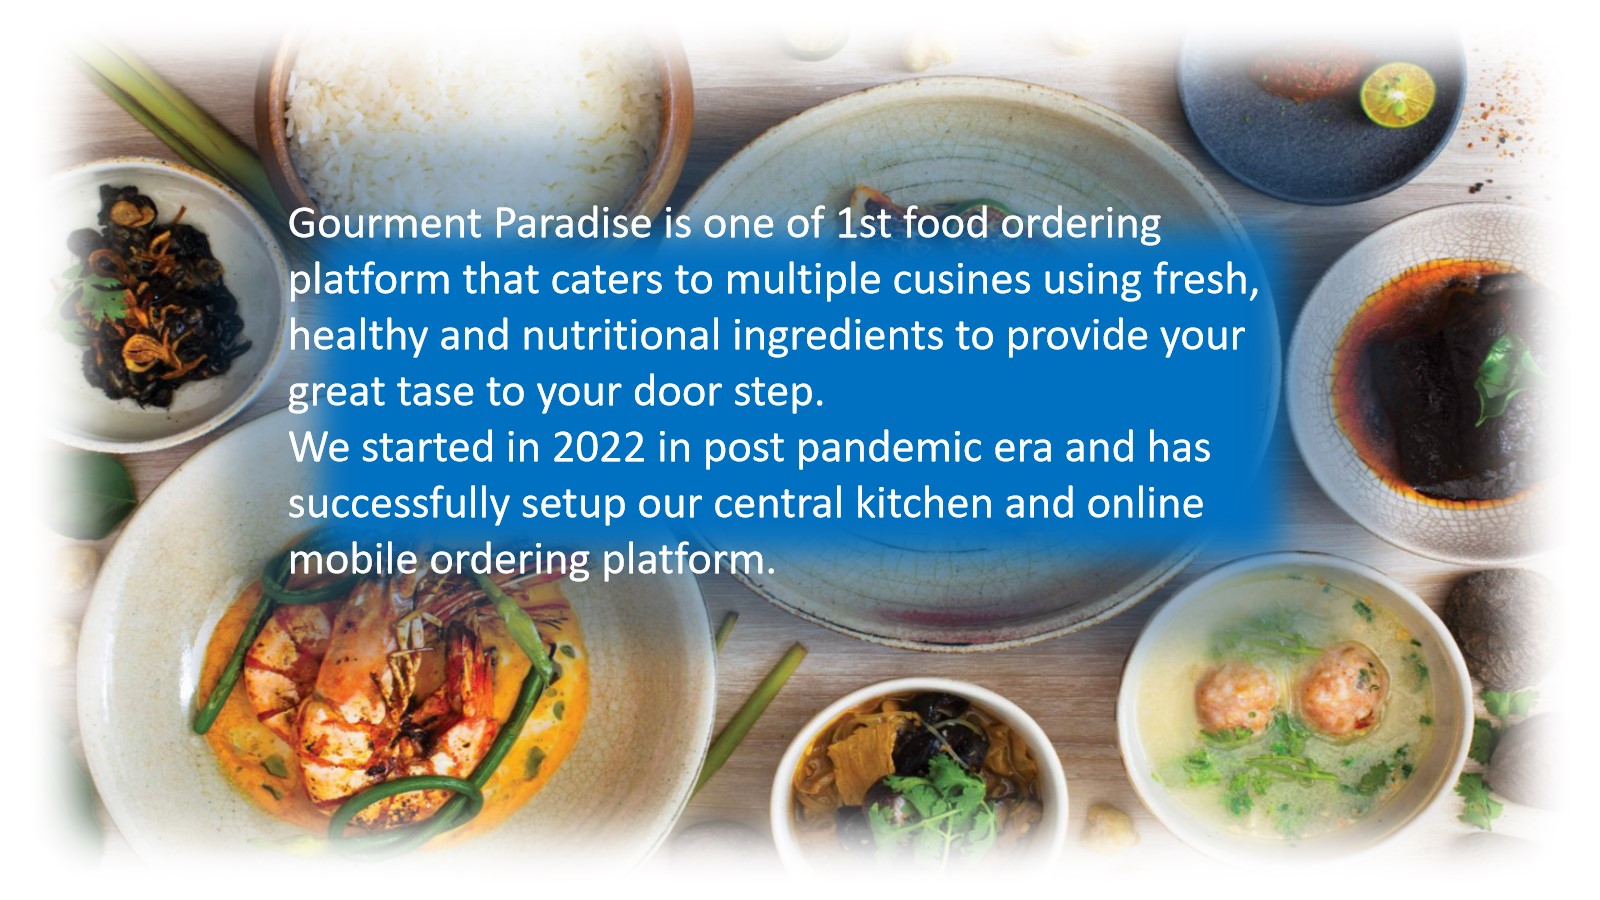 Gourment Paradise is one of 1st food ordering
platform that caters to multiple cusines using fresh,
healthy and nutritional ingredients to provide your
great tase to your door step.
We started in 2022 in post pandemic era and has
successfully setup our central kitchen and online
mobile ordering platform.